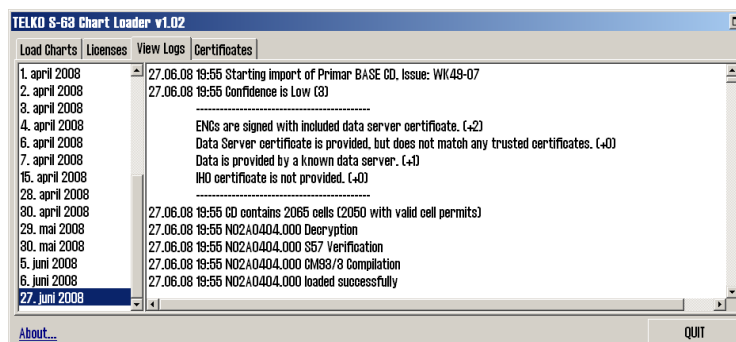 TELKO S-63 Chart Loader v1.02
Load Charts Licenses View Logs Certificates
1. april 2008
2. april 2008
3. april 2008
4. april 2008
6. april 2008
7. april 2008
15. april 2008
28. april 2008
30. april 2008
29. mai 2008
30. mai 2008
5. juni 2008
6. juni 2008
27. juni 2008
27.06.08 19:55 Starting import of Primar BASE CD, Issue: WK49-07
27.06.08 19:55 Confidence is Low (3)
--------------------------------------------
ENCs are signed with included data server certificate. (+2)
Data Server certificate is provided, but does not match any trusted certificates. (+0)
Data is provided by a known data server. (+1)
IHO certificate is not provided. (+0)
--------------------------------------------
27.06.08 19:55 CD contains 2065 cells (2050 with valid cell permits)
27.06.08 19:55 NO2A0404.000 Decryption
27.06.08 19:55 NO2A0404.000 S57 Verification
27.06.08 19:55 NO2A0404.000 CM93/3 Compilation
27.06.08 19:55 NO2A0404.000 loaded successfully
About...
QUIT